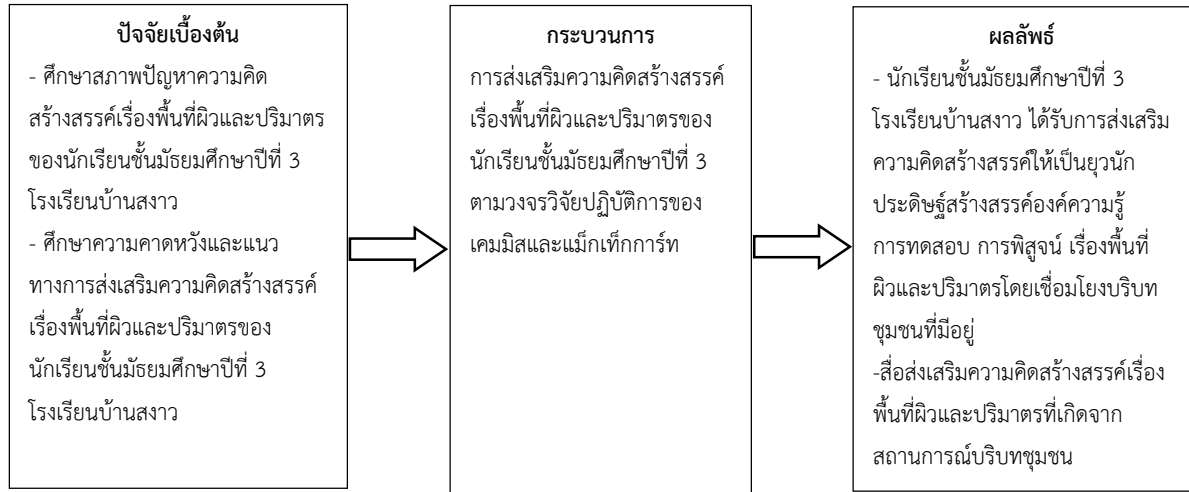 ปัจจัยเบื้องต้น
- ศึกษาสภาพปัญหาความคิด
สร้างสรรค์เรื่องพื้นที่ผิวและปริมาตร
ของนักเรียนชั้นมัธยมศึกษาปีที่ 3
โรงเรียนบ้านสงาว
- ศึกษาความคาดหวังและแนว
ทางการส่งเสริมความคิดสร้างสรรค์
เรื่องพื้นที่ผิวและปริมาตรของ
นักเรียนชั้นมัธยมศึกษาปีที่ 3
โรงเรียนบ้านสงาว
กระบวนการ
การส่งเสริมความคิดสร้างสรรค์
เรื่องพื้นที่ผิวและปริมาตรของ
นักเรียนชั้นมัธยมศึกษาปีที่ 3
ตามวงจรวิจัยปฏิบัติการของ
เคมมิสและแม็กเท็กการ์ท
ผลลัพธ์
- นักเรียนชั้นมัธยมศึกษาปีที่ 3
โรงเรียนบ้านสงาว ได้รับการส่งเสริม
ความคิดสร้างสรรค์ให้เป็นยุวนัก
ประดิษฐ์สร้างสรรค์องค์ความรู้
การทดสอบ การพิสูจน์ เรื่องพื้นที่
ผิวและปริมาตรโดยเชื่อมโยงบริบท
ชุมชนที่มีอยู่
-สื่อส่งเสริมความคิดสร้างสรรค์เรื่อง
พื้นที่ผิวและปริมาตรที่เกิดจาก
สถานการณ์บริบทชุมชน